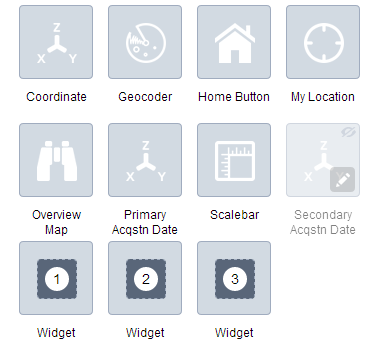 Z
X Y
Coordinate Geocoder Home Button My Location
Z
X Y
Z
X Y
Overview Primary Scalebar Secondary
Map Acqstn Date Acqstn Date
1 2 3
Widget Widget Widget